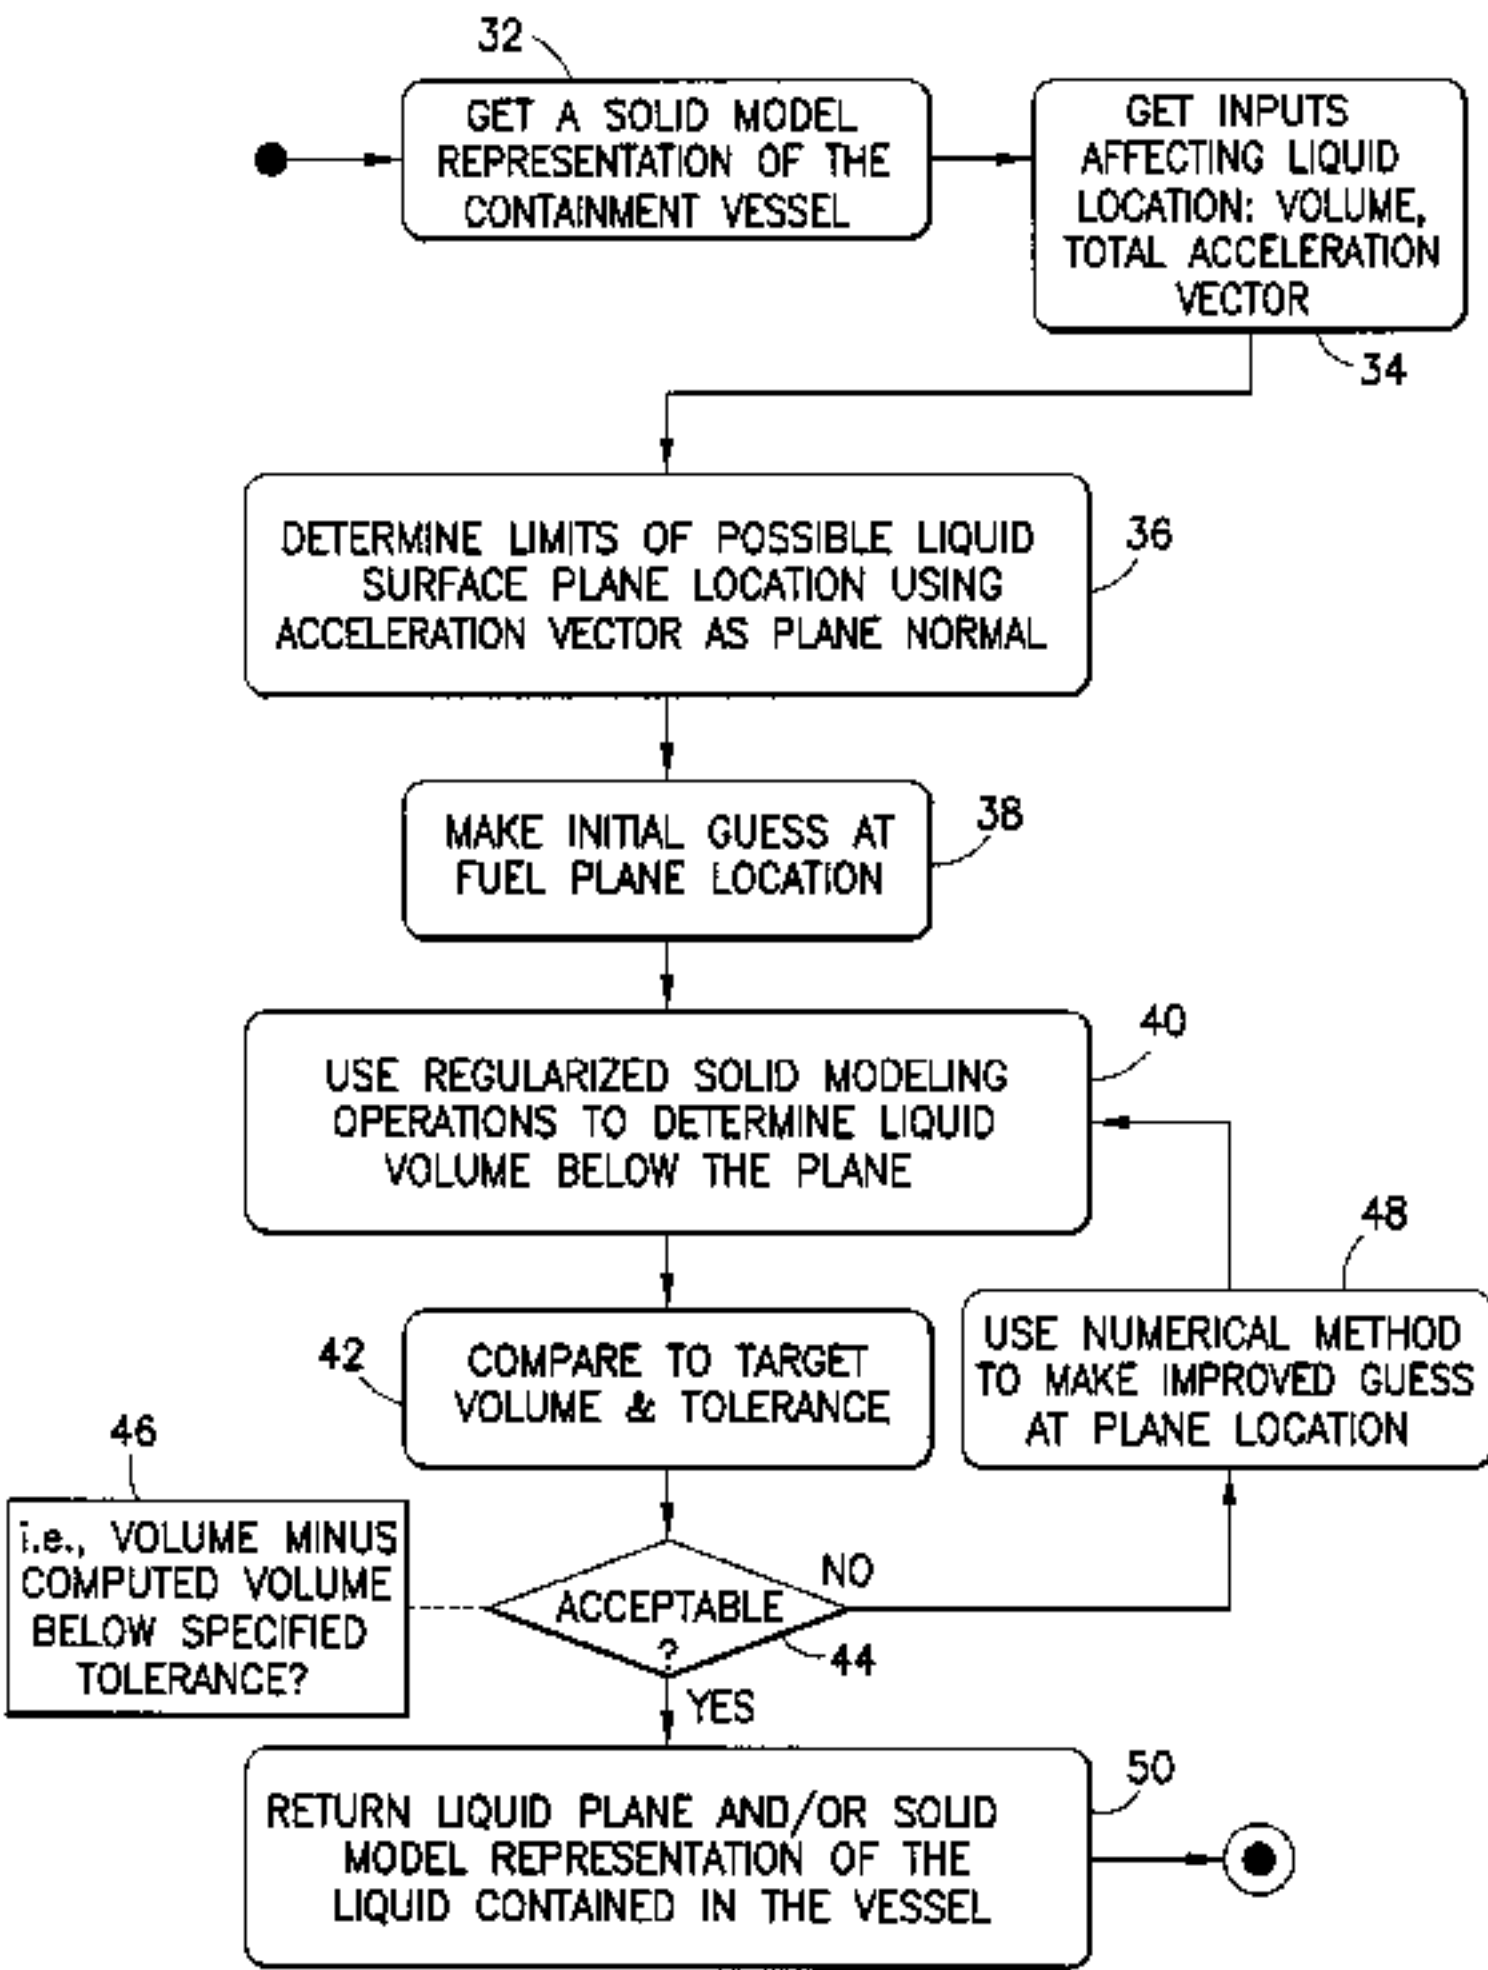 32
GET A SOLID MODEL
REPRESENTATION OF THE
CONTAINMENT VESSEL
GET INPUTS
AFFECTING LIQUID
LOCATION: VOLUME,
TOTAL ACCELERATION
VECTOR
34
DETERMINE LIMITS OF POSSIBLE LIQUID
SURFACE PLANE LOCATION USING
ACCELERATION VECTOR AS PLANE NORMAL
36
MAKE INITIAL GUESS AT
FUEL PLANE LOCATION
38
USE REGULARIZED SOLID MODELING
OPERATIONS TO DETERMINE LIQUID
VOLUME BELOW THE PLANE
40
48
USE NUMERICAL METHOD
TO MAKE IMPROVED GUESS
AT PLANE LOCATION
42
COMPARE TO TARGET
VOLUME & TOLERANCE
46
i.e., VOLUME MINUS
COMPUTED VOLUME
BELOW SPECIFIED
TOLERANCE?
ACCEPTABLE
?
NO
44
YES
RETURN LIQUID PLANE AND/OR SOLID
MODEL REPRESENTATION OF THE
LIQUID CONTAINED IN THE VESSEL
50